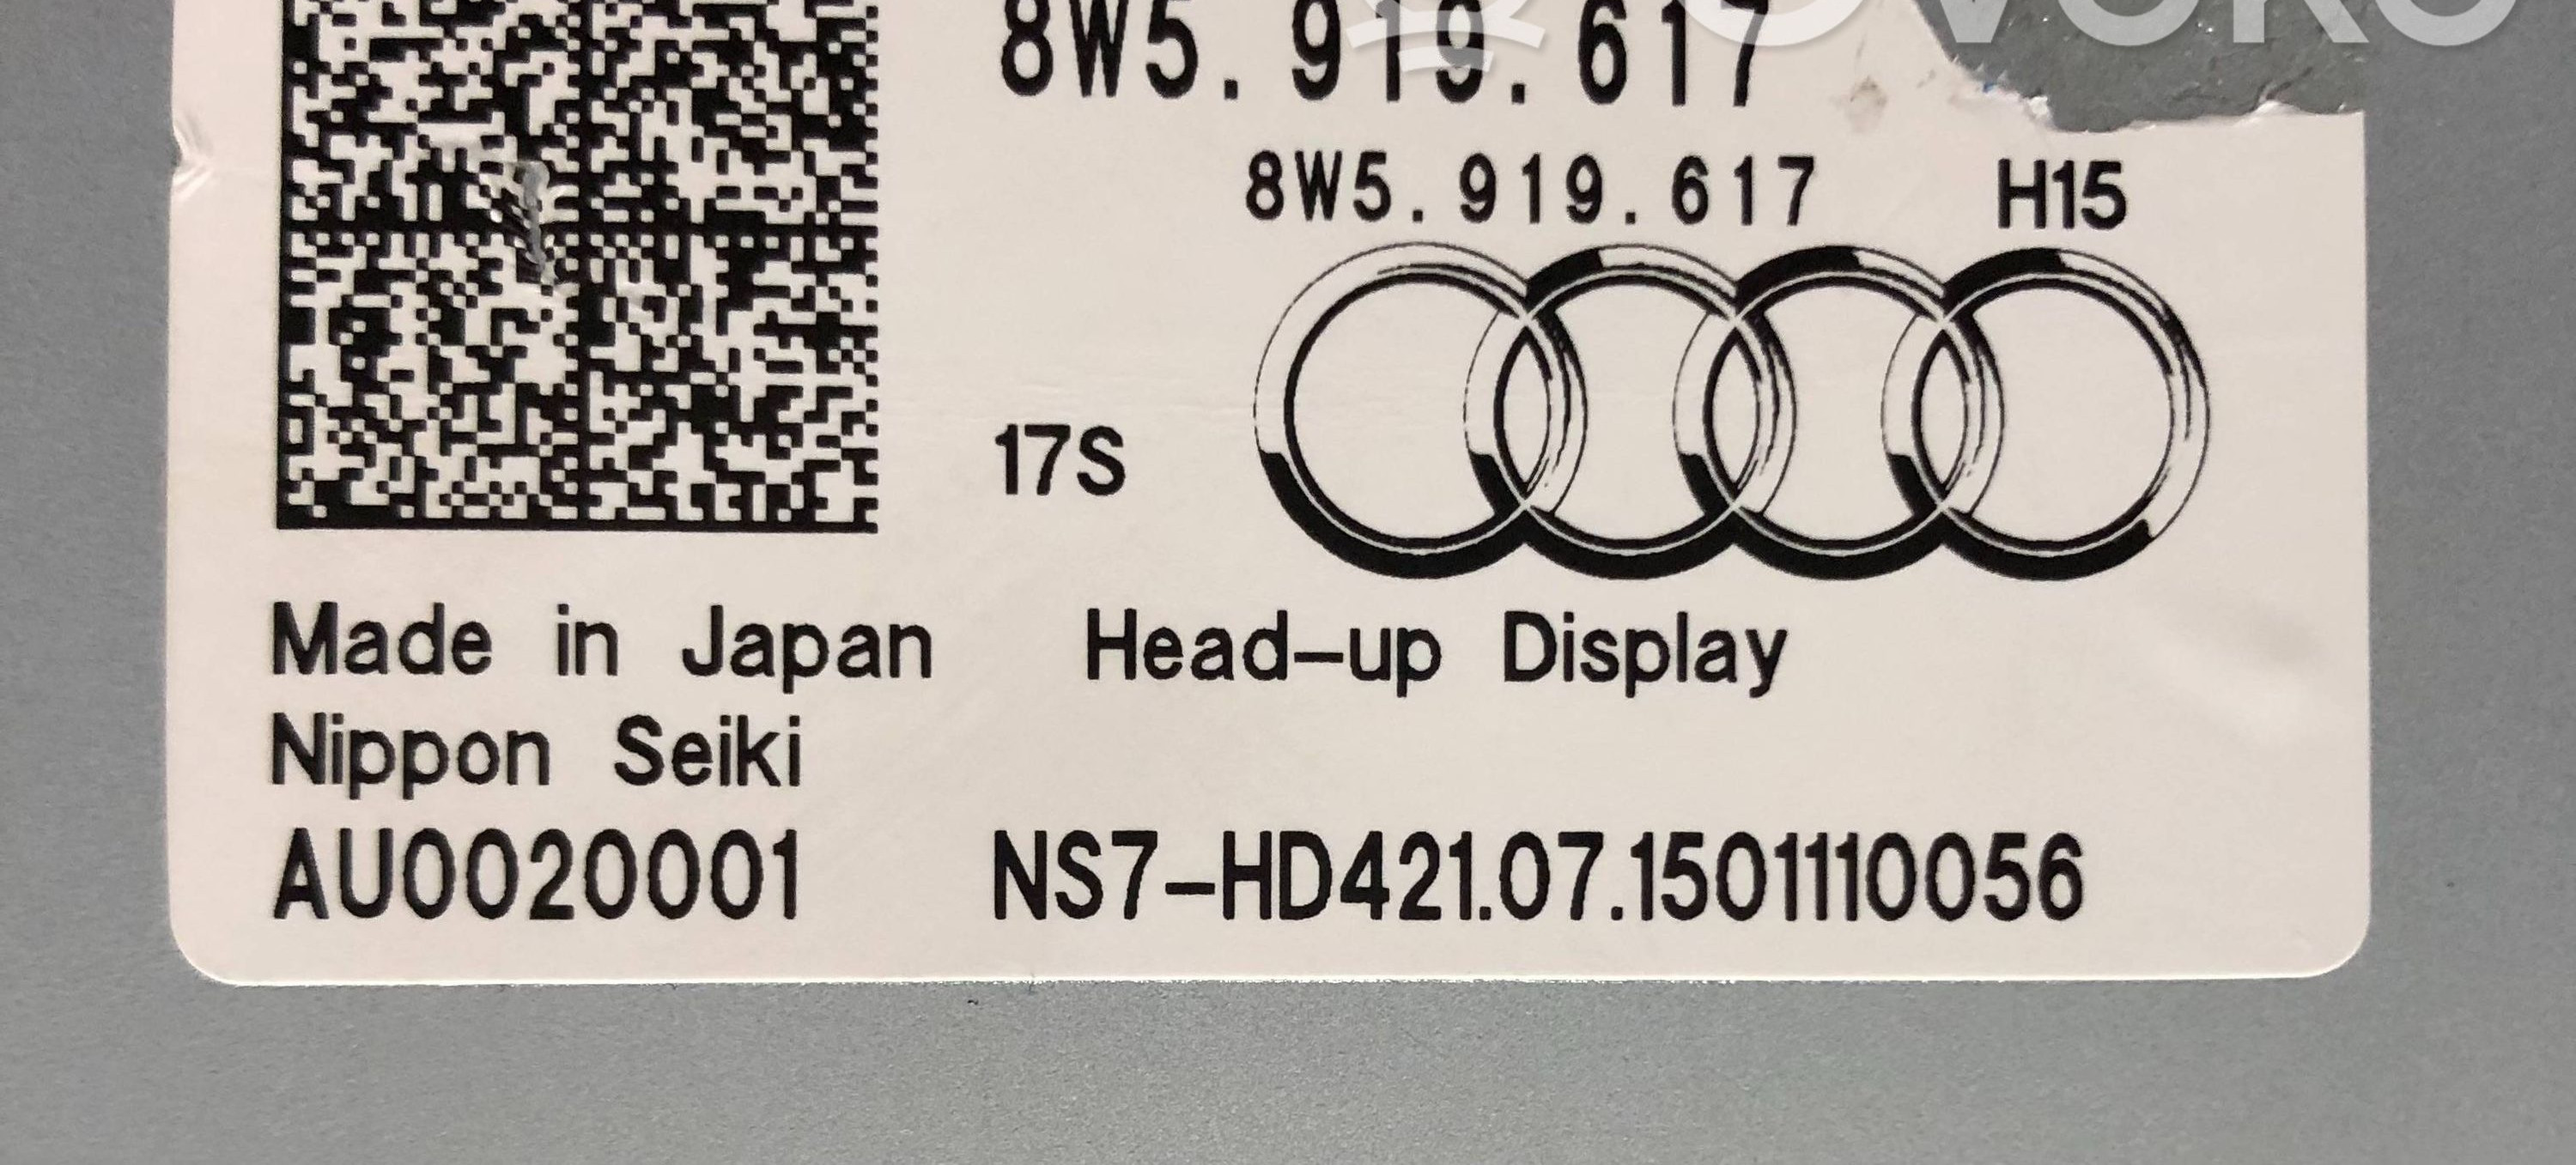 8W5.919.617
8W5.919.617 H15
17S
Made in Japan Head-up Display
Nippon Seiki
AU0020001 NS7-HD421.07.1501110056